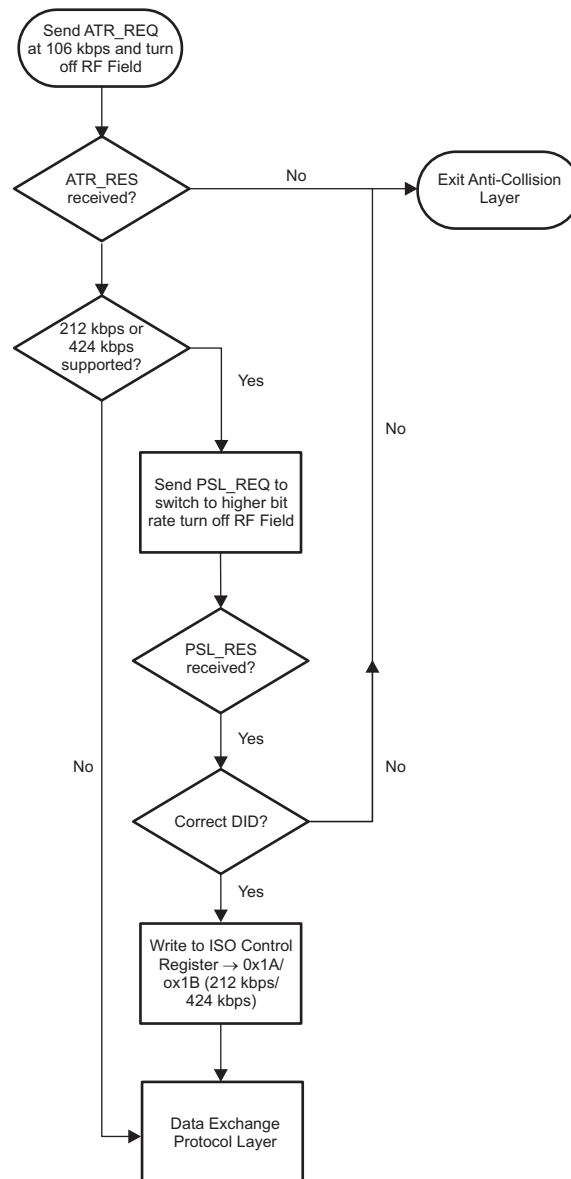 Send ATR_REQ
at 106 kbps and turn
off RF Field
ATR_RES
received?
No
Exit Anti-Collision
Layer
212 kbps or
424 kbps
supported?
Yes
No
Send PSL_REQ to
switch to higher bit
rate turn off RF Field
PSL_RES
received?
Yes
No
No
Correct DID?
Yes
Write to ISO Control
Register → 0x1A/
ox1B (212 kbps/
424 kbps)
Data Exchange
Protocol Layer